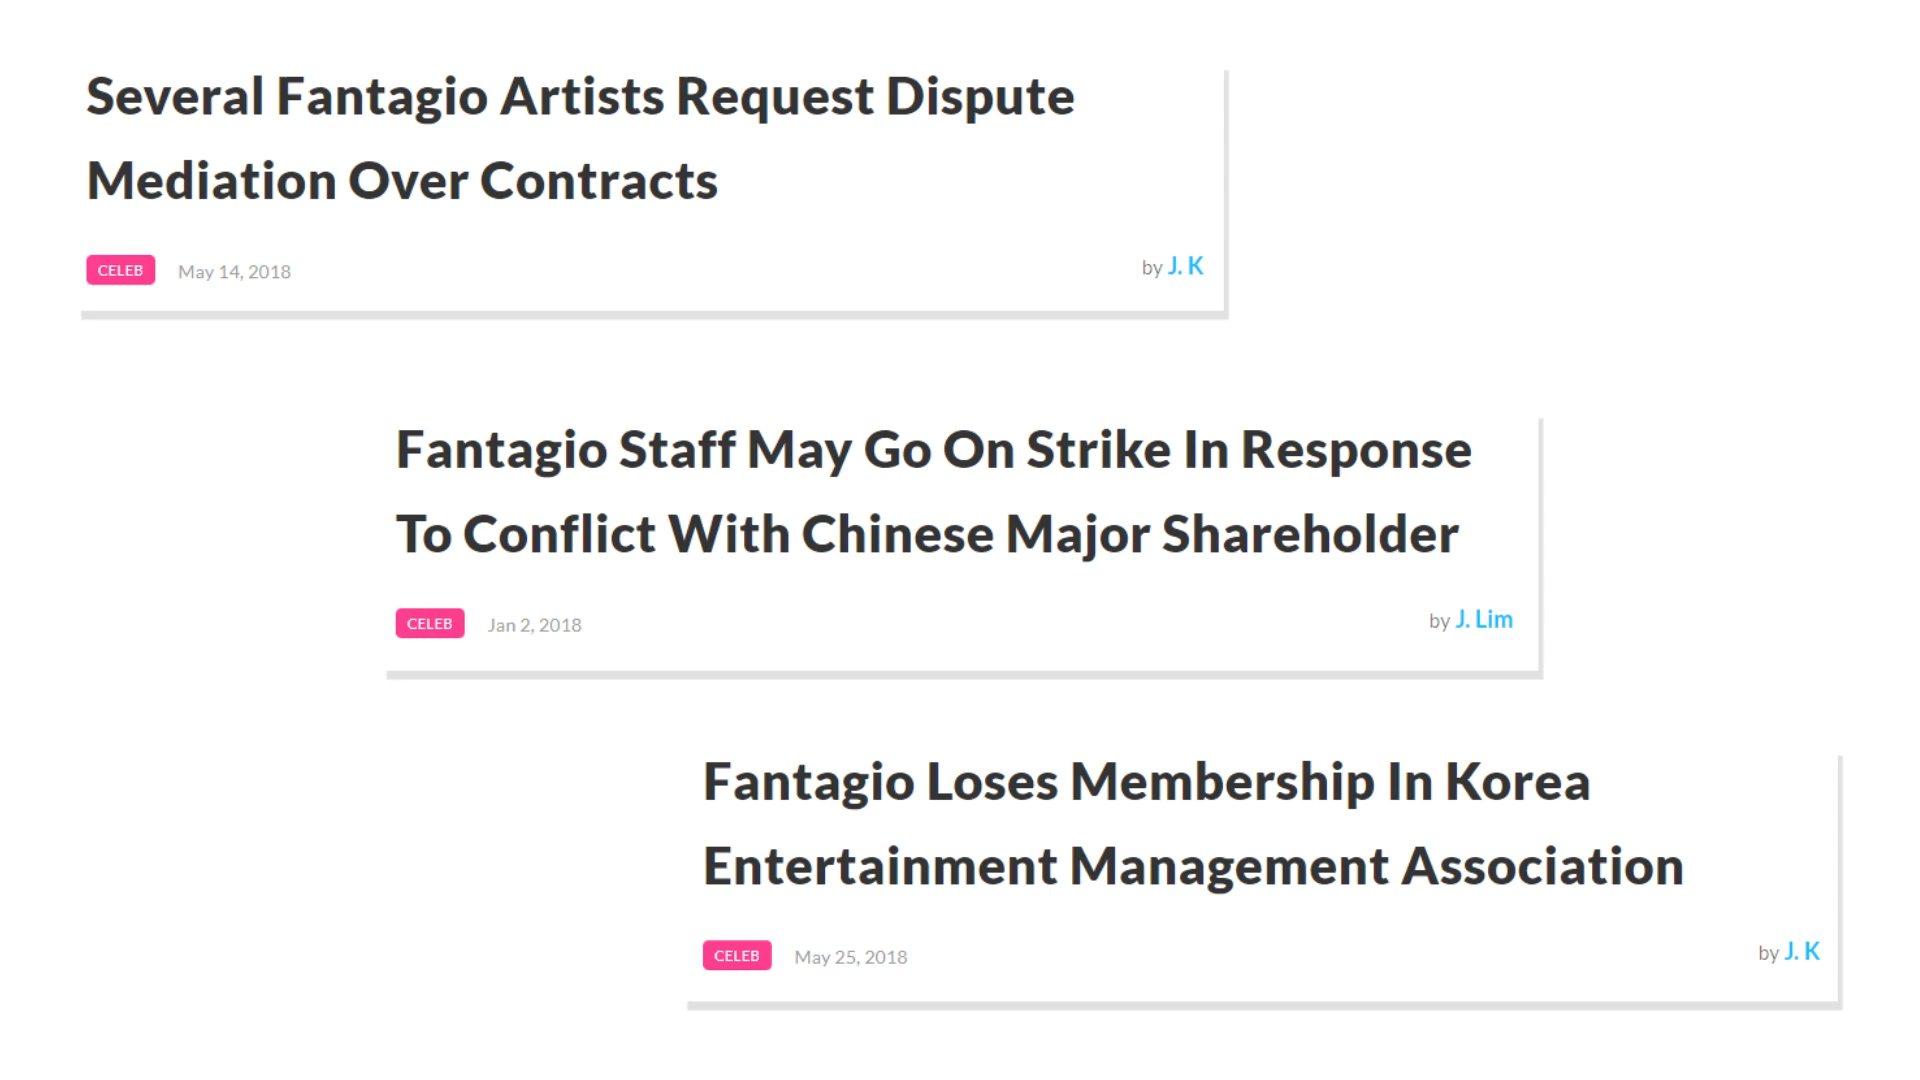 Several Fantagio Artists Request Dispute
Mediation Over Contracts
CELEB May 14, 2018 by J. K
Fantagio Staff May Go On Strike In Response
To Conflict With Chinese Major Shareholder
CELEB Jan 2, 2018 by J. Lim
Fantagio Loses Membership In Korea
Entertainment Management Association
CELEB May 25, 2018 by J. K